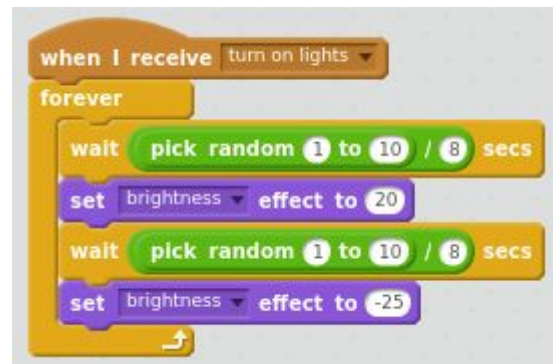 when I receive turn on lights
forever
wait pick random 1 to 10 / 8 secs
set brightness effect to 20
wait pick random 1 to 10 / 8 secs
set brightness effect to -25